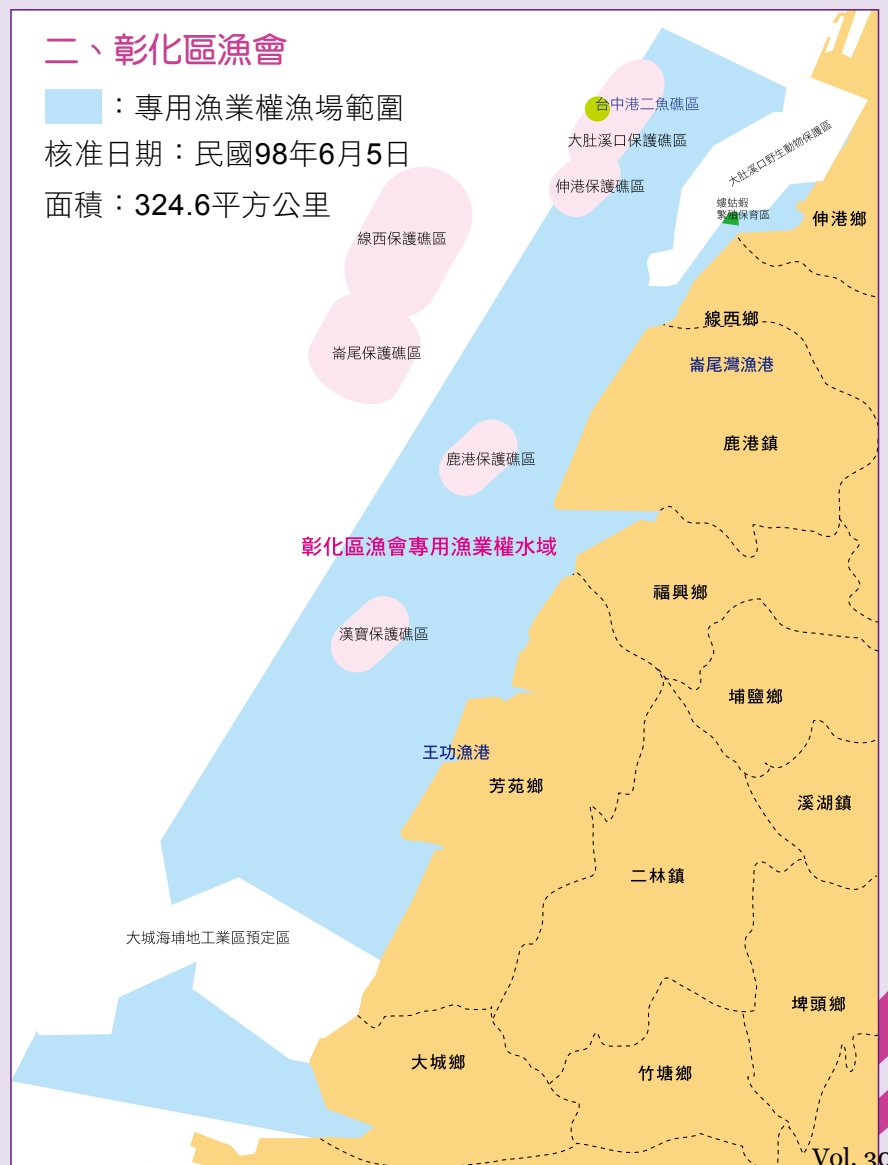 二、彰化區漁會
：專用漁業權漁場範圍
核准日期：民國98年6月5日
面積：324.6平方公里
台中港二魚礁區
大肚溪口保護礁區
大肚溪口野生動物保護區
伸港保護礁區
螻蛄蝦
繁殖保育區
伸港鄉
線西保護礁區
線西鄉
崙尾保護礁區
崙尾灣漁港
鹿港鎮
鹿港保護礁區
彰化區漁會專用漁業權水域
福興鄉
漢寶保護礁區
埔鹽鄉
王功漁港
芳苑鄉
溪湖鎮
二林鎮
大城海埔地工業區預定區
埤頭鄉
大城鄉
竹塘鄉
Vol. 30